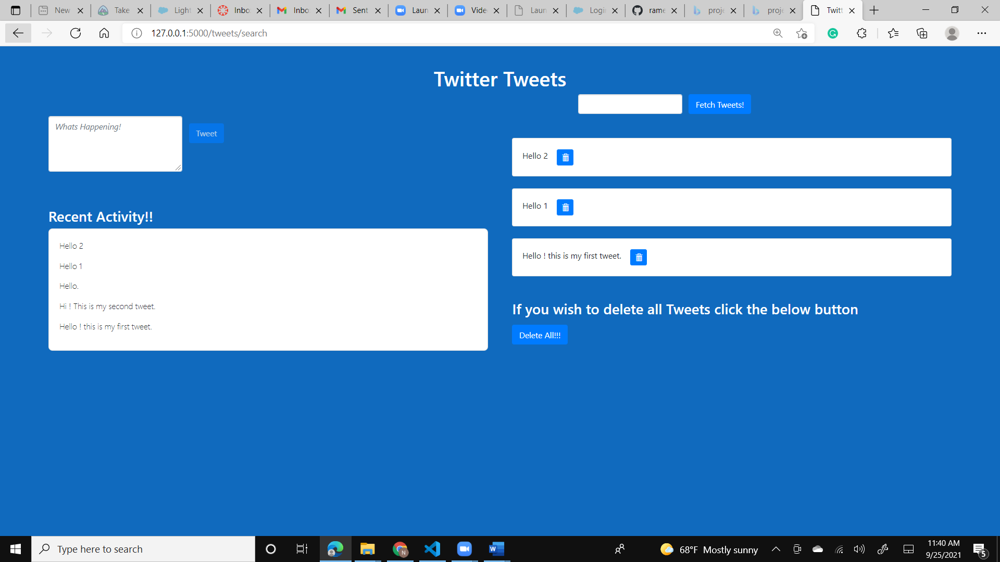 New
Take
Light
Inbo
Inbo
Sent
Laun
Vide
Laun
Login
rame
proje
proje
Twitt
127.0.0.1:5000/tweets/search
Twitter Tweets
Fetch Tweets!
Whats Happening!
Tweet
Hello 2
Hello 1
Hello ! this is my first tweet.
Recent Activity!!
Hello 2
Hello 1
Hello.
Hi ! This is my second tweet.
Hello ! this is my first tweet.
If you wish to delete all Tweets click the below button
Delete All!!!
Type here to search
N
68°F Mostly sunny
11:40 AM
9/25/2021
5